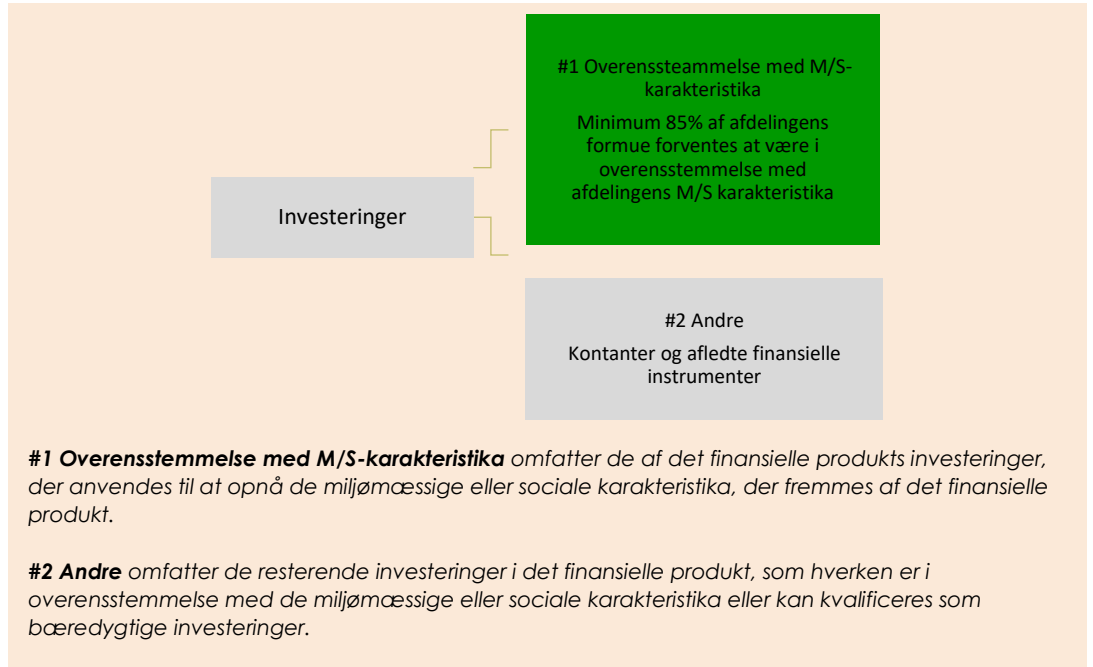 #1 Overenssteammelse med M/S-
karakteristika
Minimum 85% af afdelingens
formue forventes at være i
overensstemmelse med
afdelingens M/S karakteristika
Investeringer
#2 Andre
Kontanter og afledte finansielle
instrumenter
#1 Overensstemmelse med M/S-karakteristika omfatter de af det finansielle produkts investeringer,
der anvendes til at opnå de miljømæssige eller sociale karakteristika, der fremmes af det finansielle
produkt.
#2 Andre omfatter de resterende investeringer i det finansielle produkt, som hverken er i
overensstemmelse med de miljømæssige eller sociale karakteristika eller kan kvalificeres som
bæredygtige investeringer.